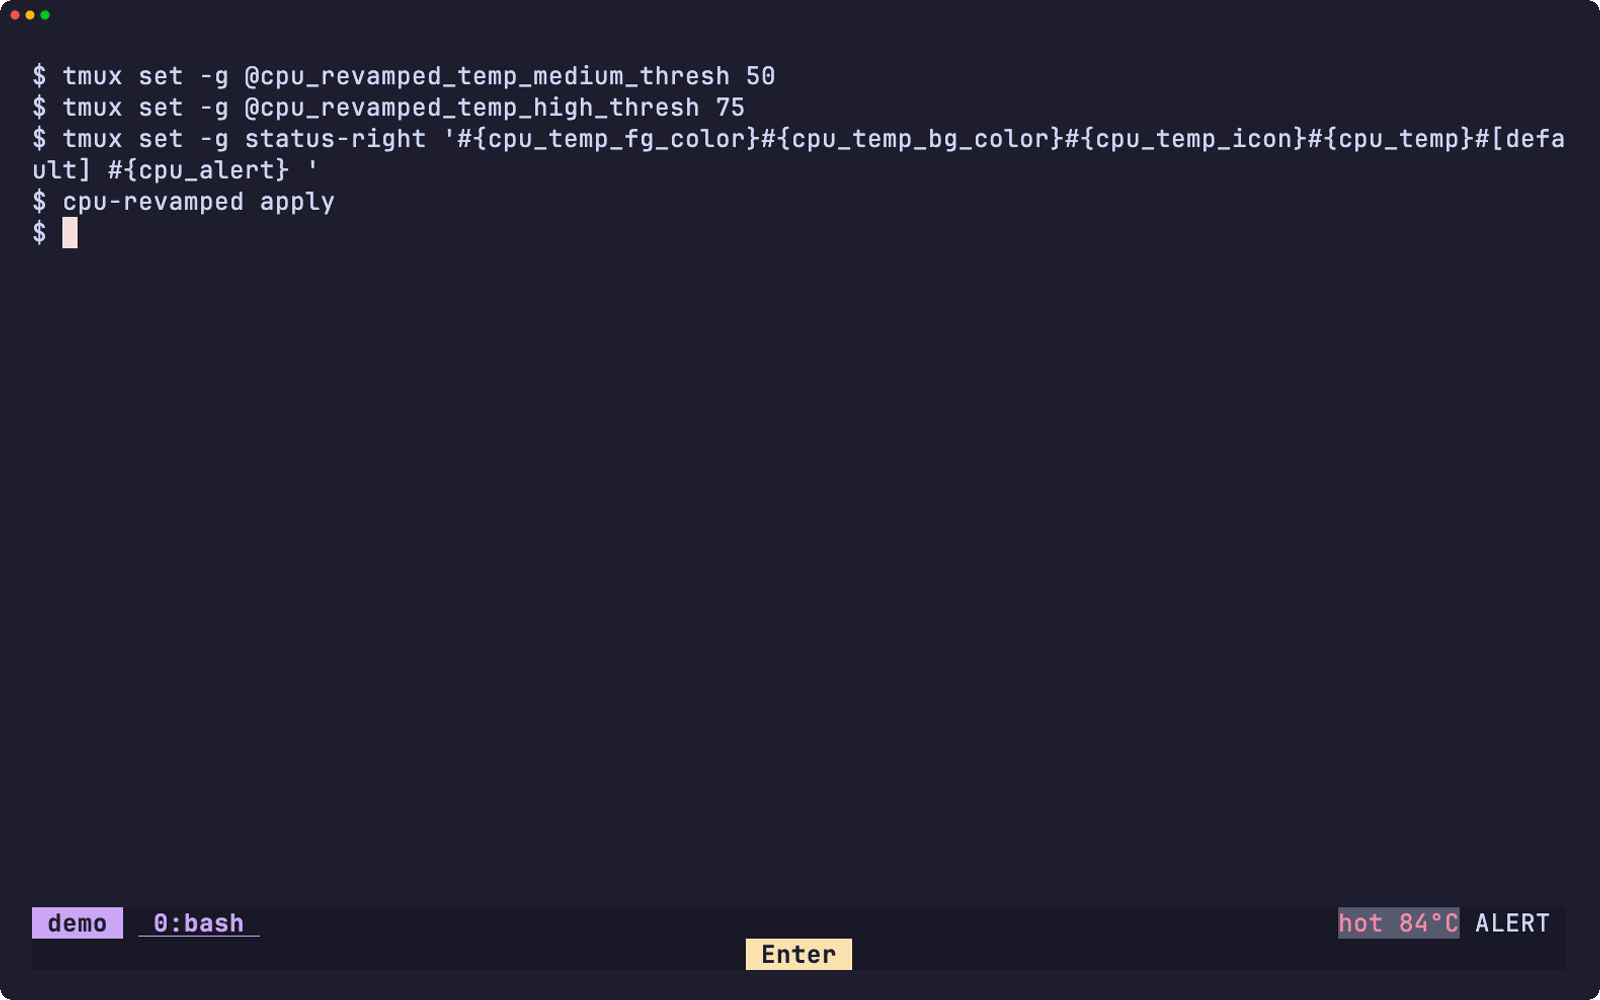 $ tmux set -g @cpu_revamped_temp_medium_thresh 50
$ tmux set -g @cpu_revamped_temp_high_thresh 75
$ tmux set -g status-right '#{cpu_temp_fg_color}#{cpu_temp_bg_color}#{cpu_temp_icon}#{cpu_temp}#[defa
ult] #{cpu_alert} '
$ cpu-revamped apply
$
demo 0:bash hot 84°C ALERT
Enter